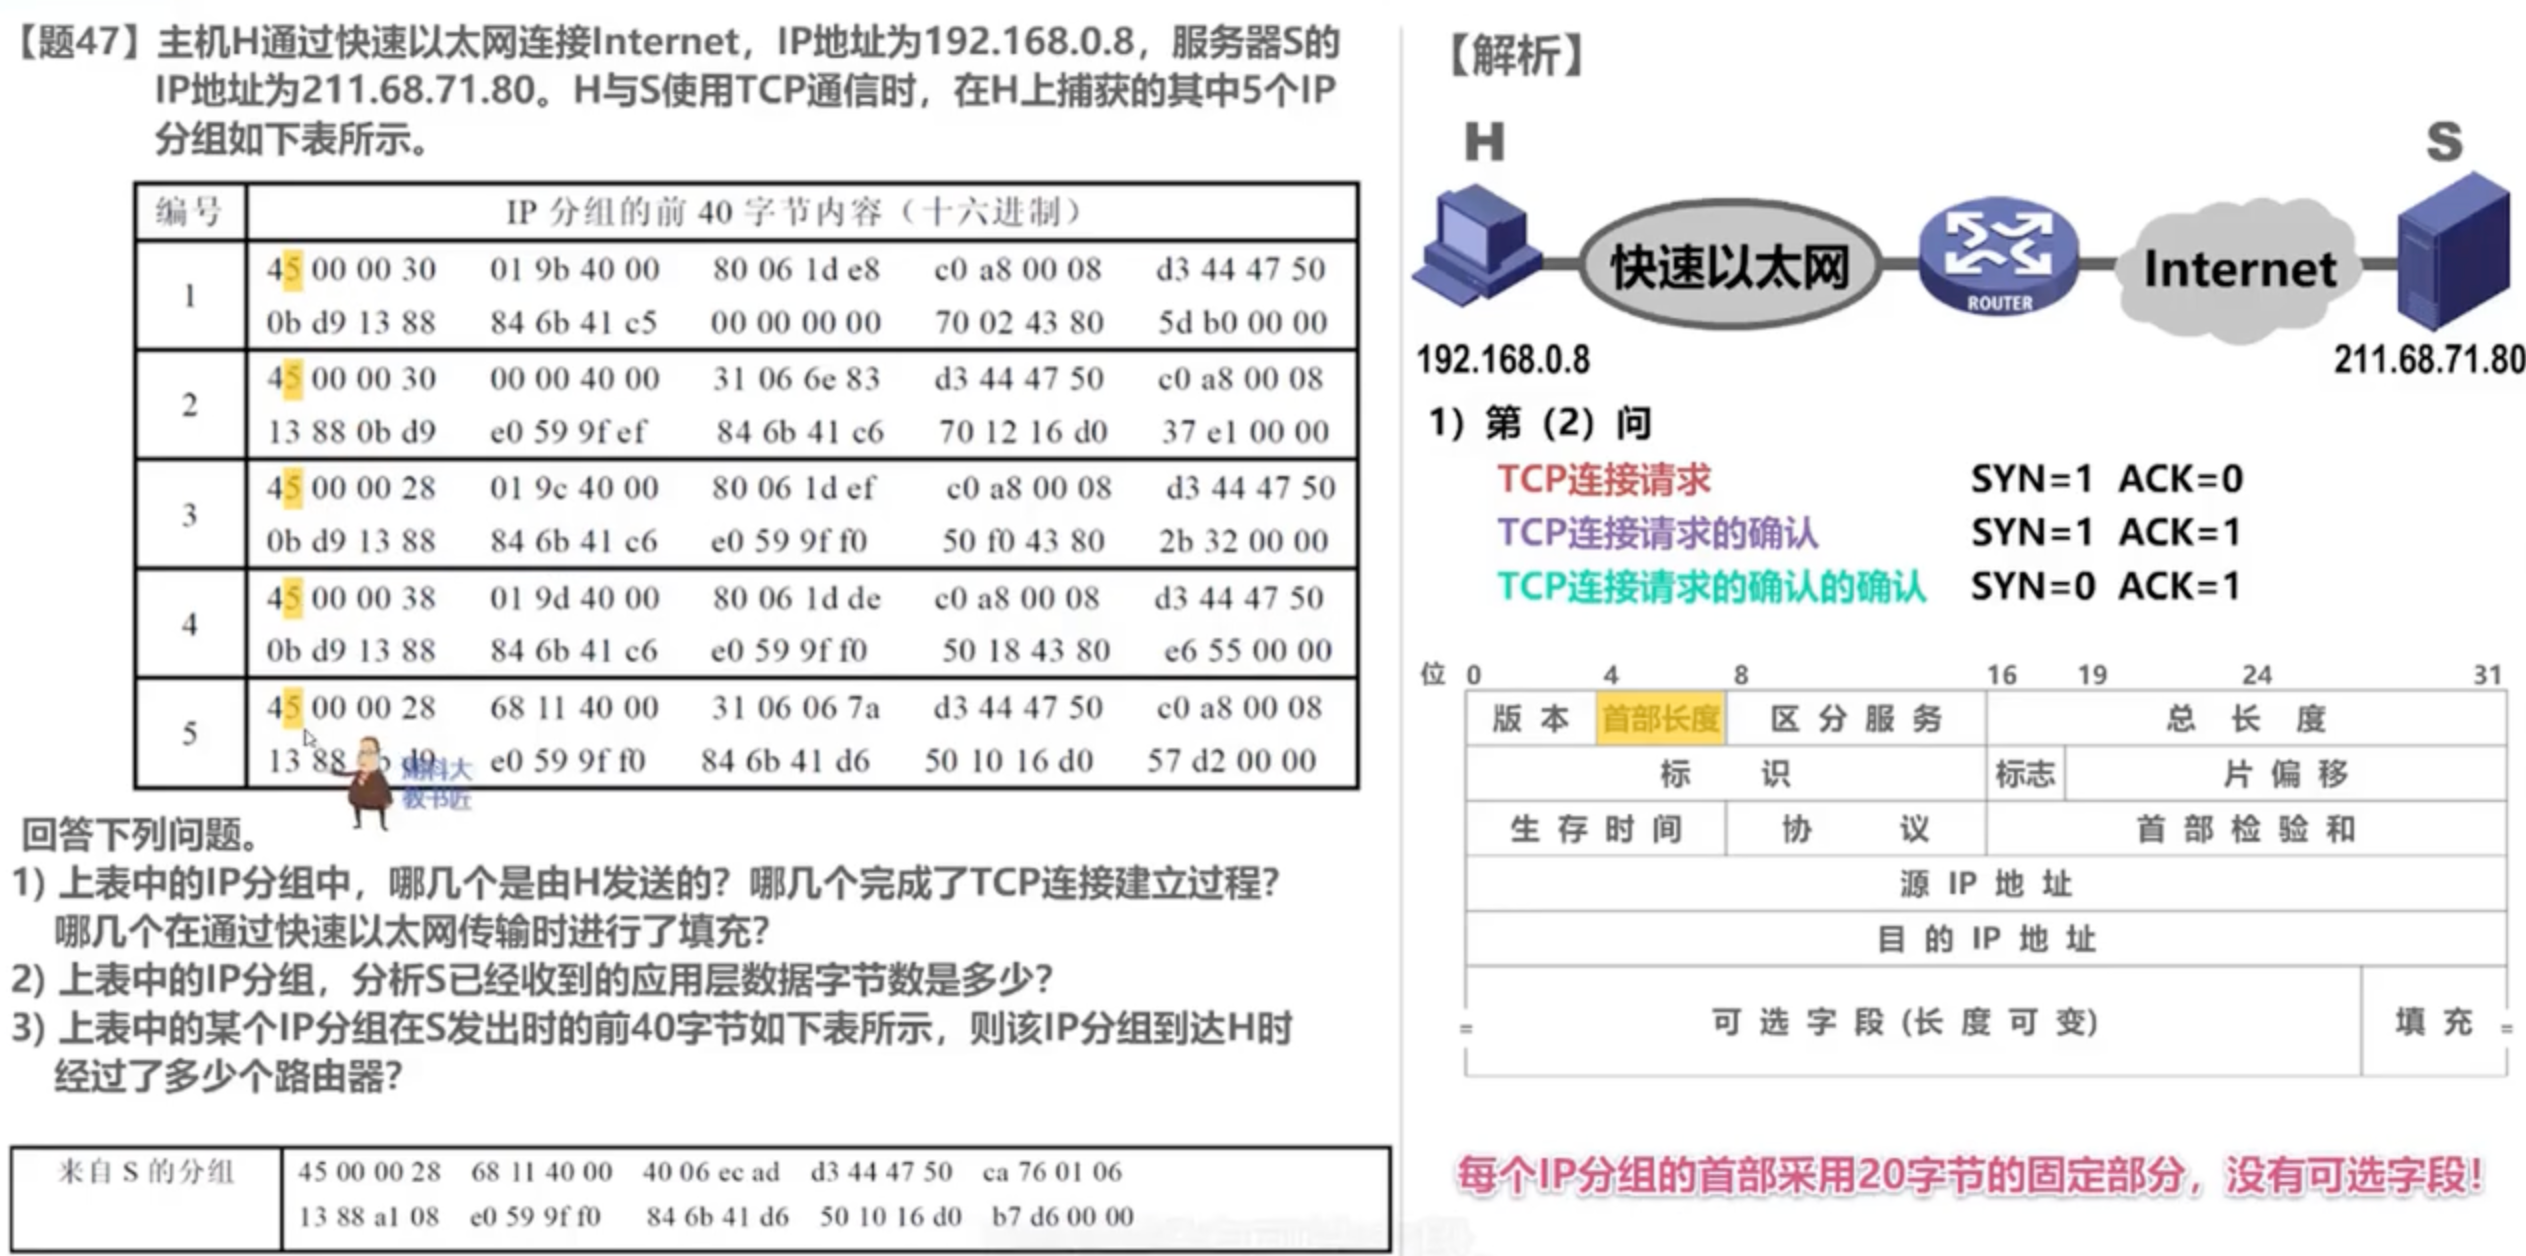 【题47】主机H通过快速以太网连接Internet，IP地址为192.168.0.8，服务器S的
IP地址为211.68.71.80。H与S使用TCP通信时，在H上捕获的其中5个IP
分组如下表所示。
编号 IP 分组的前 40 字节内容（十六进制）
1
45 00 00 30 01 9b 40 00 80 06 1d e8 c0 a8 00 08 d3 44 47 50
0b d9 13 88 84 6b 41 c5 00 00 00 00 70 02 43 80 5d b0 00 00
2
45 00 00 30 00 00 40 00 31 06 6e 83 d3 44 47 50 c0 a8 00 08
13 88 0b d9 e0 59 9f ef 84 6b 41 c6 70 12 16 d0 37 e1 00 00
3
45 00 00 28 01 9c 40 00 80 06 1d ef c0 a8 00 08 d3 44 47 50
0b d9 13 88 84 6b 41 c6 e0 59 9f f0 50 f0 43 80 2b 32 00 00
4
45 00 00 38 01 9d 40 00 80 06 1d de c0 a8 00 08 d3 44 47 50
0b d9 13 88 84 6b 41 c6 e0 59 9f f0 50 18 43 80 e6 55 00 00
5
45 00 00 28 68 11 40 00 31 06 06 7a d3 44 47 50 c0 a8 00 08
13 88 d9 e0 59 9f f0 84 6b 41 d6 50 10 16 d0 57 d2 00 00
教书匠
回答下列问题。
1) 上表中的IP分组中，哪几个是由H发送的？哪几个完成了TCP连接建立过程？
哪几个在通过快速以太网传输时进行了填充？
2) 上表中的IP分组，分析S已经收到的应用层数据字节数是多少？
3) 上表中的某个IP分组在S发出时的前40字节如下表所示，则该IP分组到达H时
经过了多少个路由器？
来自 S 的分组
45 00 00 28 68 11 40 00 40 06 ec ad d3 44 47 50 ca 76 01 06
13 88 a1 08 e0 59 9f f0 84 6b 41 d6 50 10 16 d0 b7 d6 00 00
【解析】
H S
快速以太网 ROUTER Internet
192.168.0.8 211.68.71.80
1）第（2）问
TCP连接请求 SYN=1 ACK=0
TCP连接请求的确认 SYN=1 ACK=1
TCP连接请求的确认的确认 SYN=0 ACK=1
位 0 4 8 16 19 24 31
版 本 首部长度 区 分 服 务 总 长 度
标 识 标志 片 偏 移
生 存 时 间 协 议 首 部 检 验 和
源 IP 地 址
目 的 IP 地 址
可 选 字 段 (长 度 可 变) 填 充
每个IP分组的首部采用20字节的固定部分，没有可选字段！